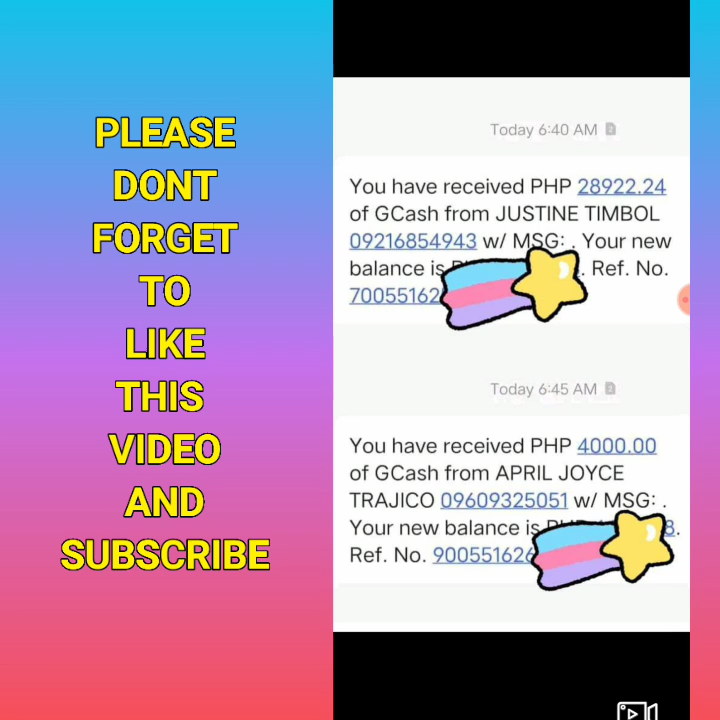 PLEASE
DONT
FORGET
TO
LIKE
THIS
VIDEO
AND
SUBSCRIBE
Today 6:40 AM
You have received PHP 28922.24
of GCash from JUSTINE TIMBOL
09216854943 w/ MSG: . Your new
balance is . Ref. No.
70055162
Today 6:45 AM
You have received PHP 4000.00
of GCash from APRIL JOYCE
TRAJICO 09609325051 w/ MSG: .
Your new balance is 8.
Ref. No. 90055162